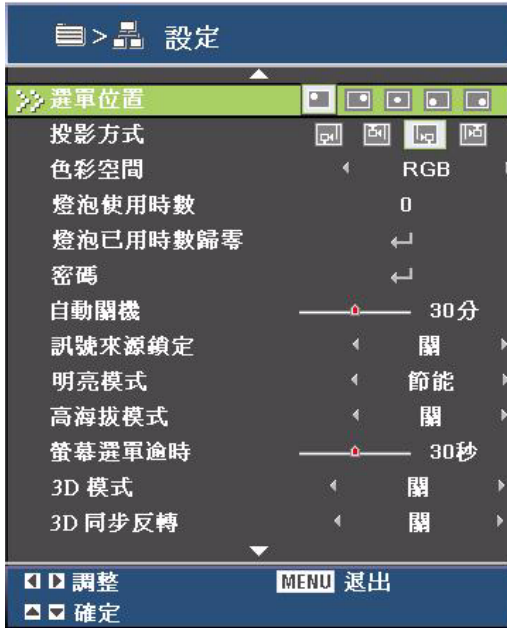 > 設定
選單位置
投影方式
色彩空間 RGB
燈泡使用時數 0
燈泡已用時數歸零
密碼
自動關機 30分
訊號來源鎖定 關
明亮模式 節能
高海拔模式 關
螢幕選單逾時 30秒
3D 模式 關
3D 同步反轉 關
調整 MENU 退出
確定